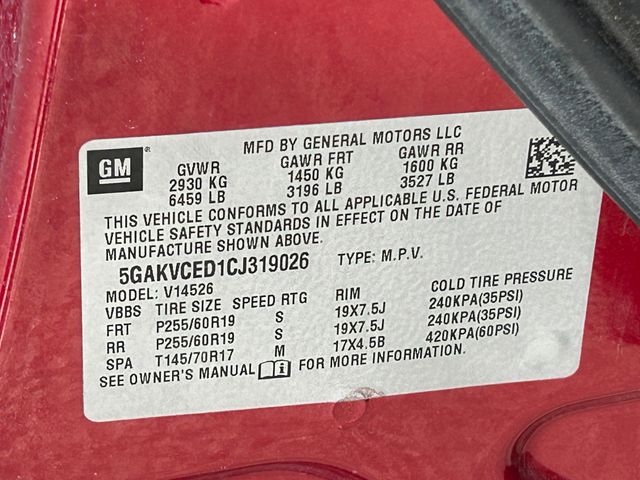 MFD BY GENERAL MOTORS LLC
GM®
GVWR GAWR FRT GAWR RR
2930 KG 1450 KG 1600 KG
6459 LB 3196 LB 3527 LB
THIS VEHICLE CONFORMS TO ALL APPLICABLE U.S. FEDERAL MOTOR
VEHICLE SAFETY STANDARDS IN EFFECT ON THE DATE OF
MANUFACTURE SHOWN ABOVE.
5GAKVCED1CJ319026 TYPE: M.P.V.
MODEL: V14526
VBBS TIRE SIZE SPEED RTG RIM COLD TIRE PRESSURE
FRT P255/60R19 S 19X7.5J 240KPA(35PSI)
RR P255/60R19 S 19X7.5J 240KPA(35PSI)
SPA T145/70R17 M 17X4.5B 420KPA(60PSI)
SEE OWNER'S MANUAL i FOR MORE INFORMATION.